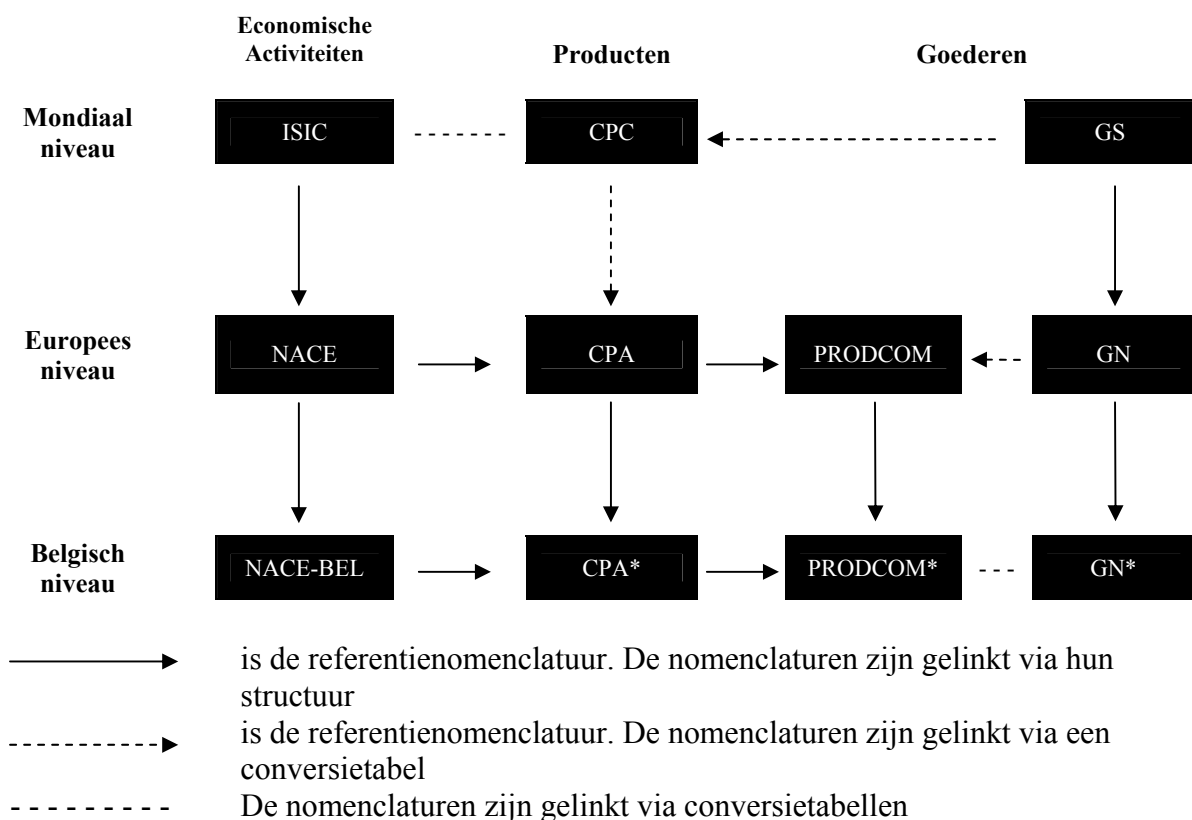 Economische
Activiteiten
Producten
Goederen
Mondiaal
niveau
ISIC
CPC
GS
Europees
niveau
NACE
CPA
PRODCOM
GN
Belgisch
niveau
NACE-BEL
CPA*
PRODCOM*
GN*
is de referentienomenclatuur. De nomenclaturen zijn gelinkt via hun
structuur
is de referentienomenclatuur. De nomenclaturen zijn gelinkt via een
conversietabel
De nomenclaturen zijn gelinkt via conversietabellen